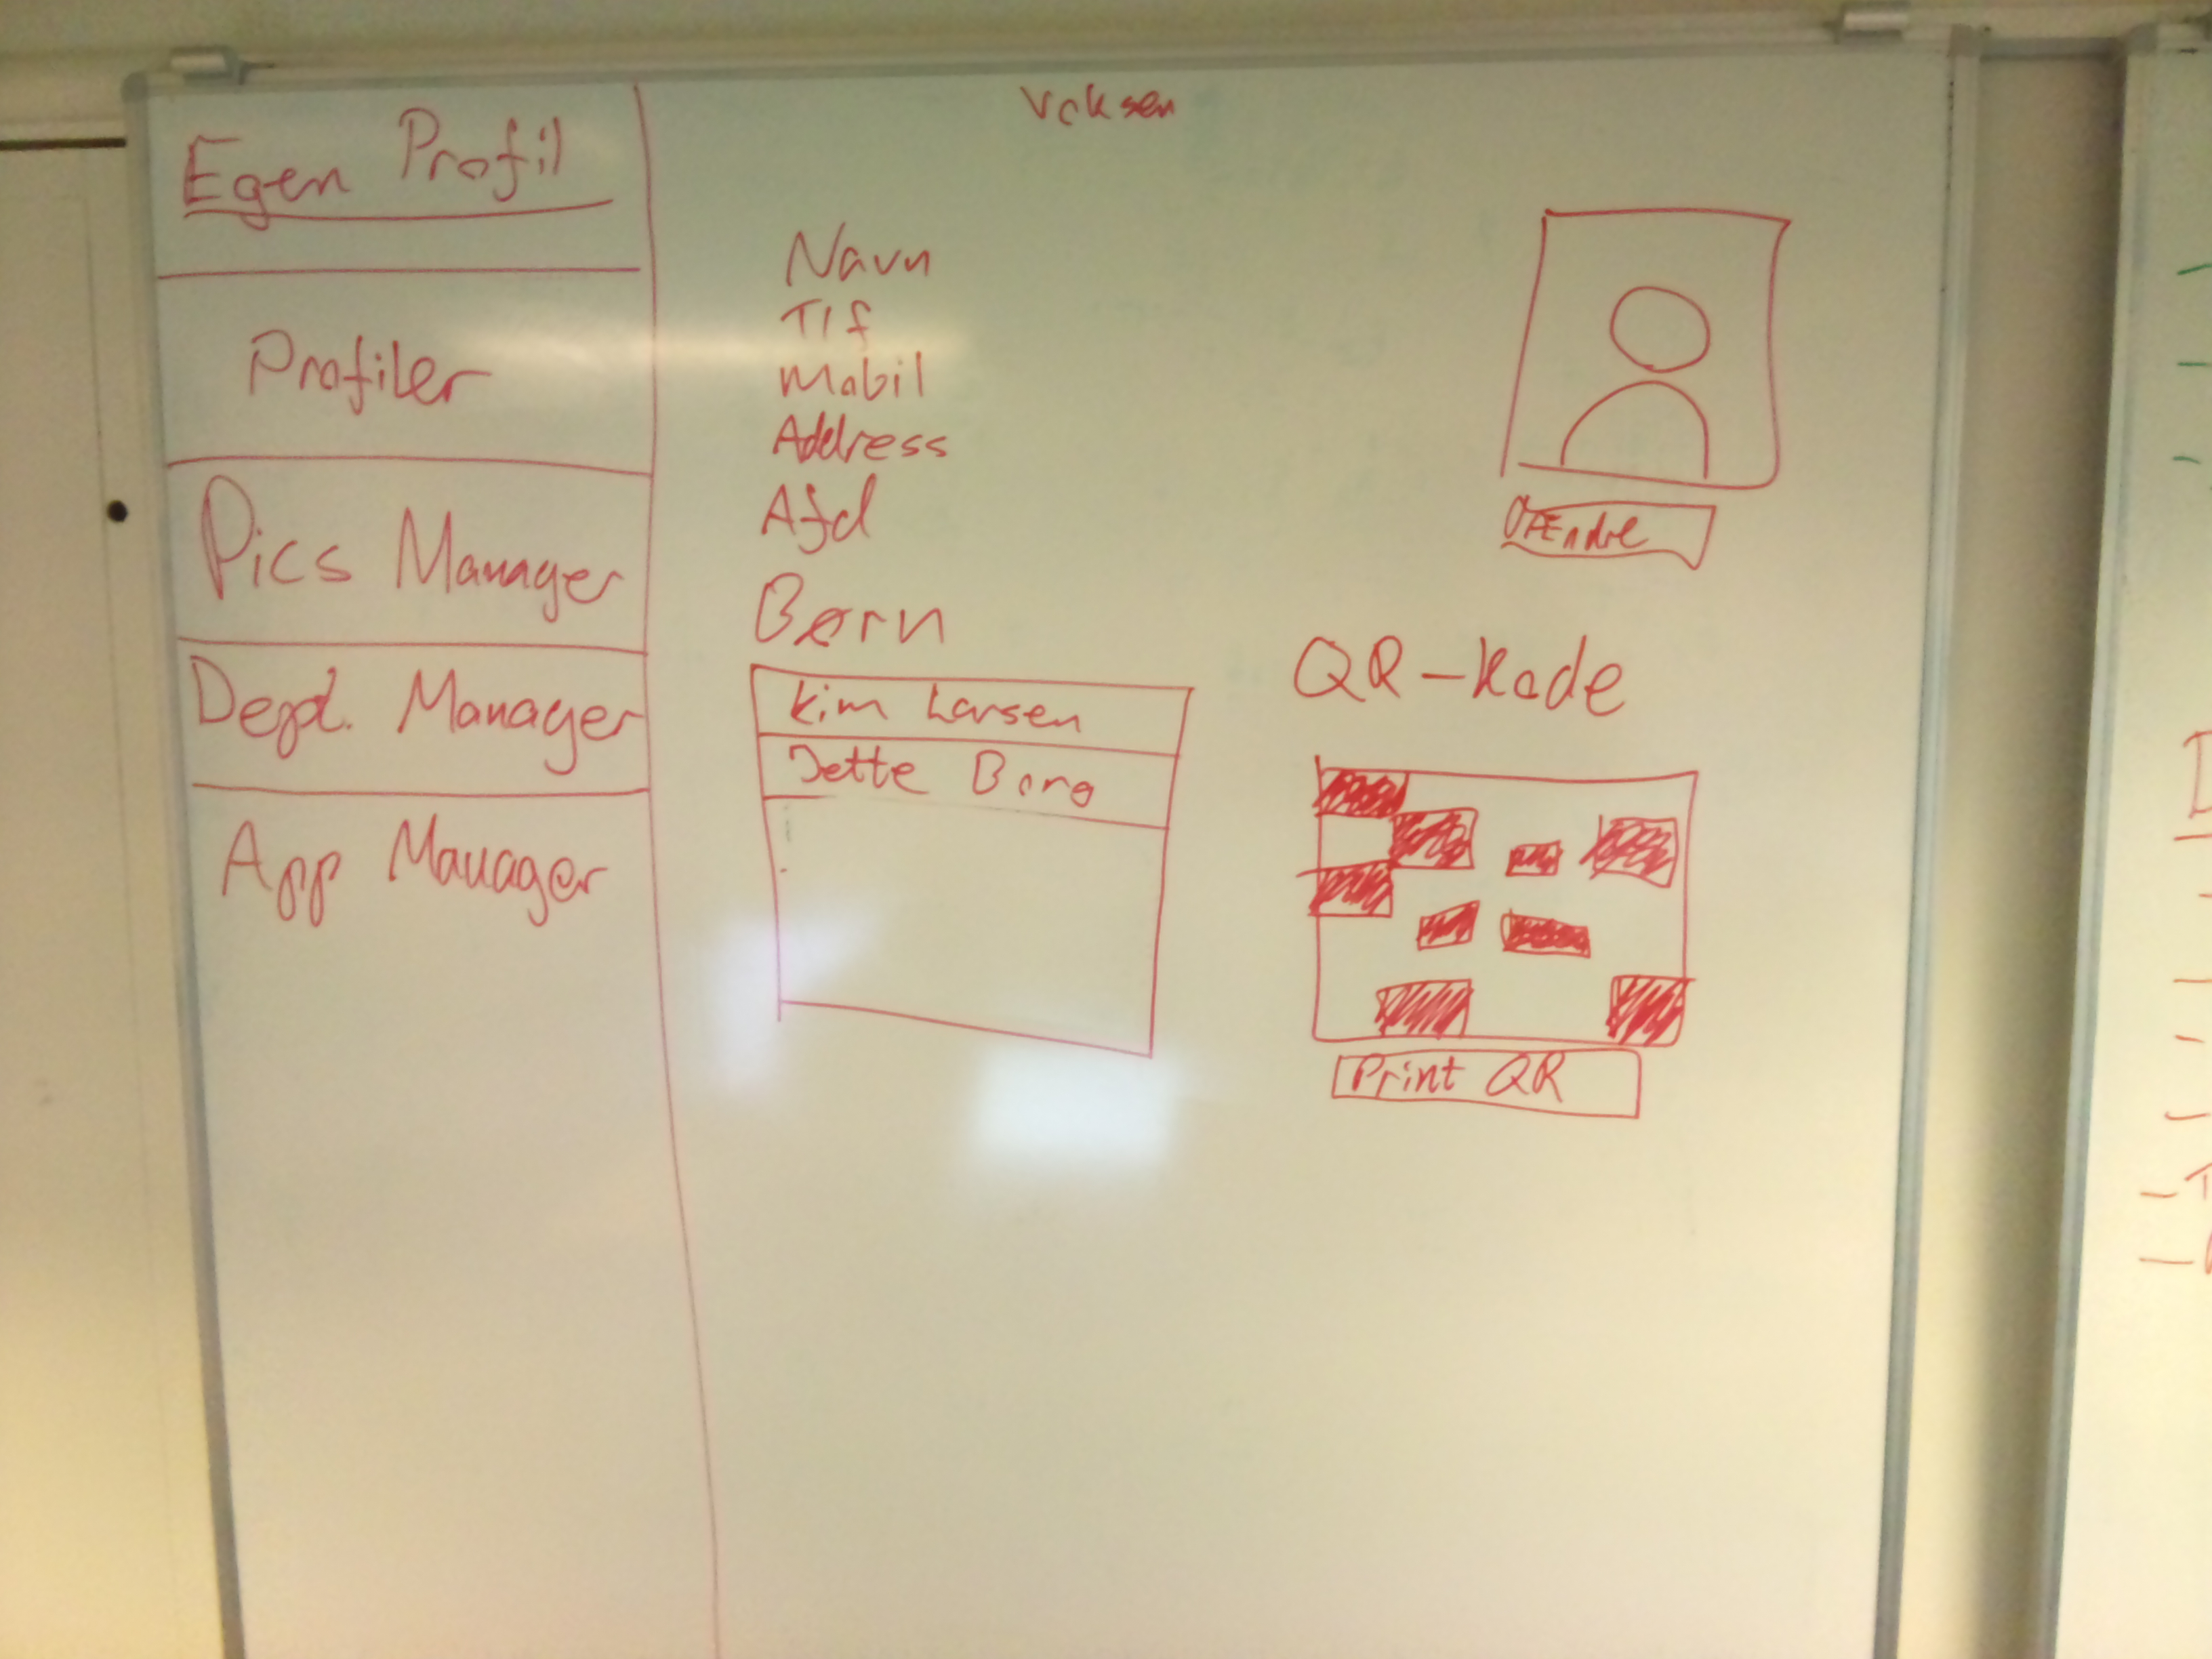 Voksen
Egen Profil
Profiler
Pics Manager
Dept. Manager
App Manager
Navn
Tlf
Mobil
Address
Afd
Børn
Kim Larsen
Jette
Ændre
QR-Kode
Print QR